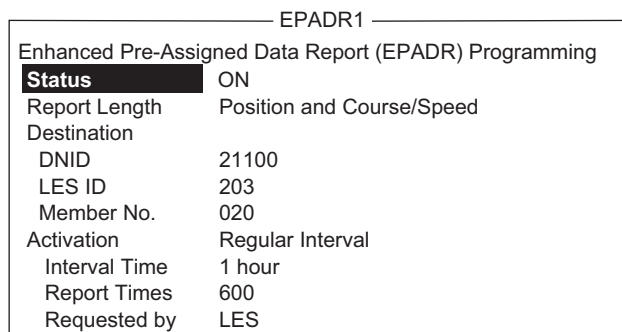 EPADR1
Enhanced Pre-Assigned Data Report (EPADR) Programming
Status ON
Report Length Position and Course/Speed
Destination
DNID 21100
LES ID 203
Member No. 020
Activation Regular Interval
Interval Time 1 hour
Report Times 600
Requested by LES